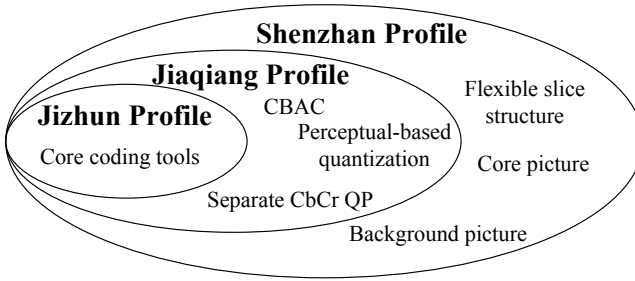 Shenzhan Profile
Jiaqiang Profile
CBAC
Flexible slice
structure
Jizhun Profile
Core coding tools
Perceptual-based
quantization
Core picture
Separate CbCr QP
Background picture